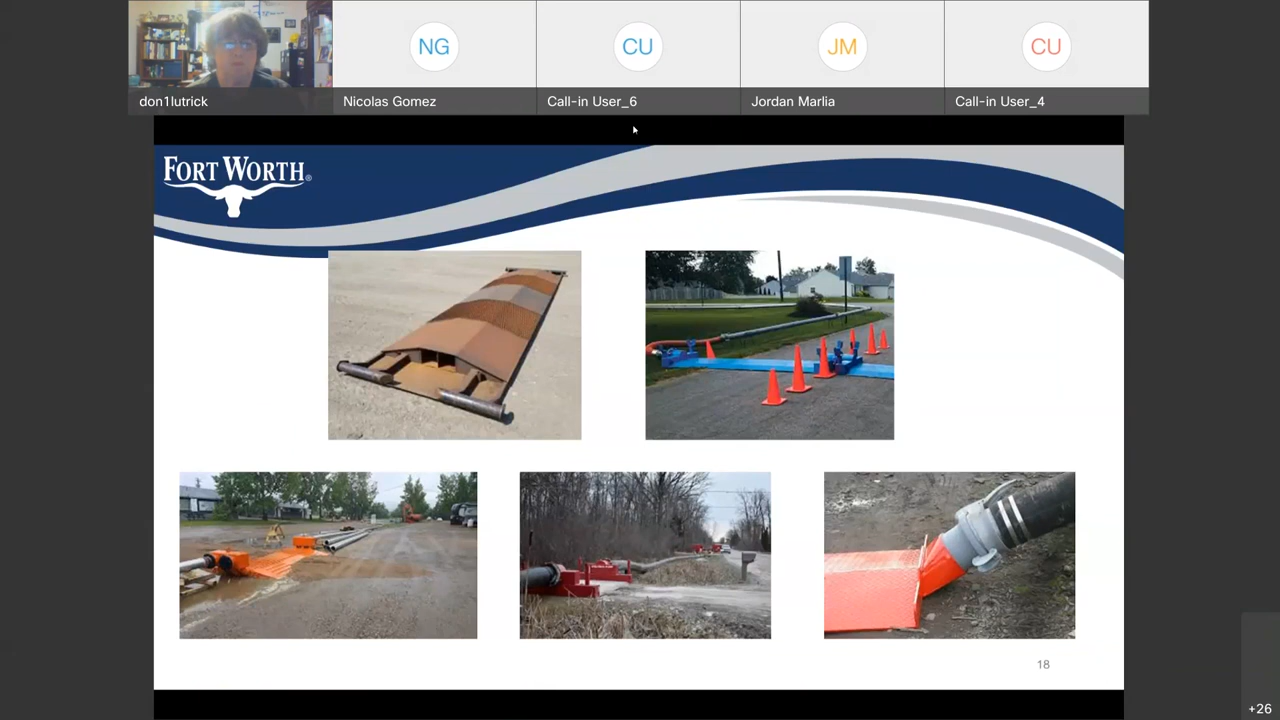 NG
CU
JM
CU
don1lutrick
Nicolas Gomez
Call-in User_6
Jordan Marlia
Call-in User_4
FORT WORTH®
18
+26